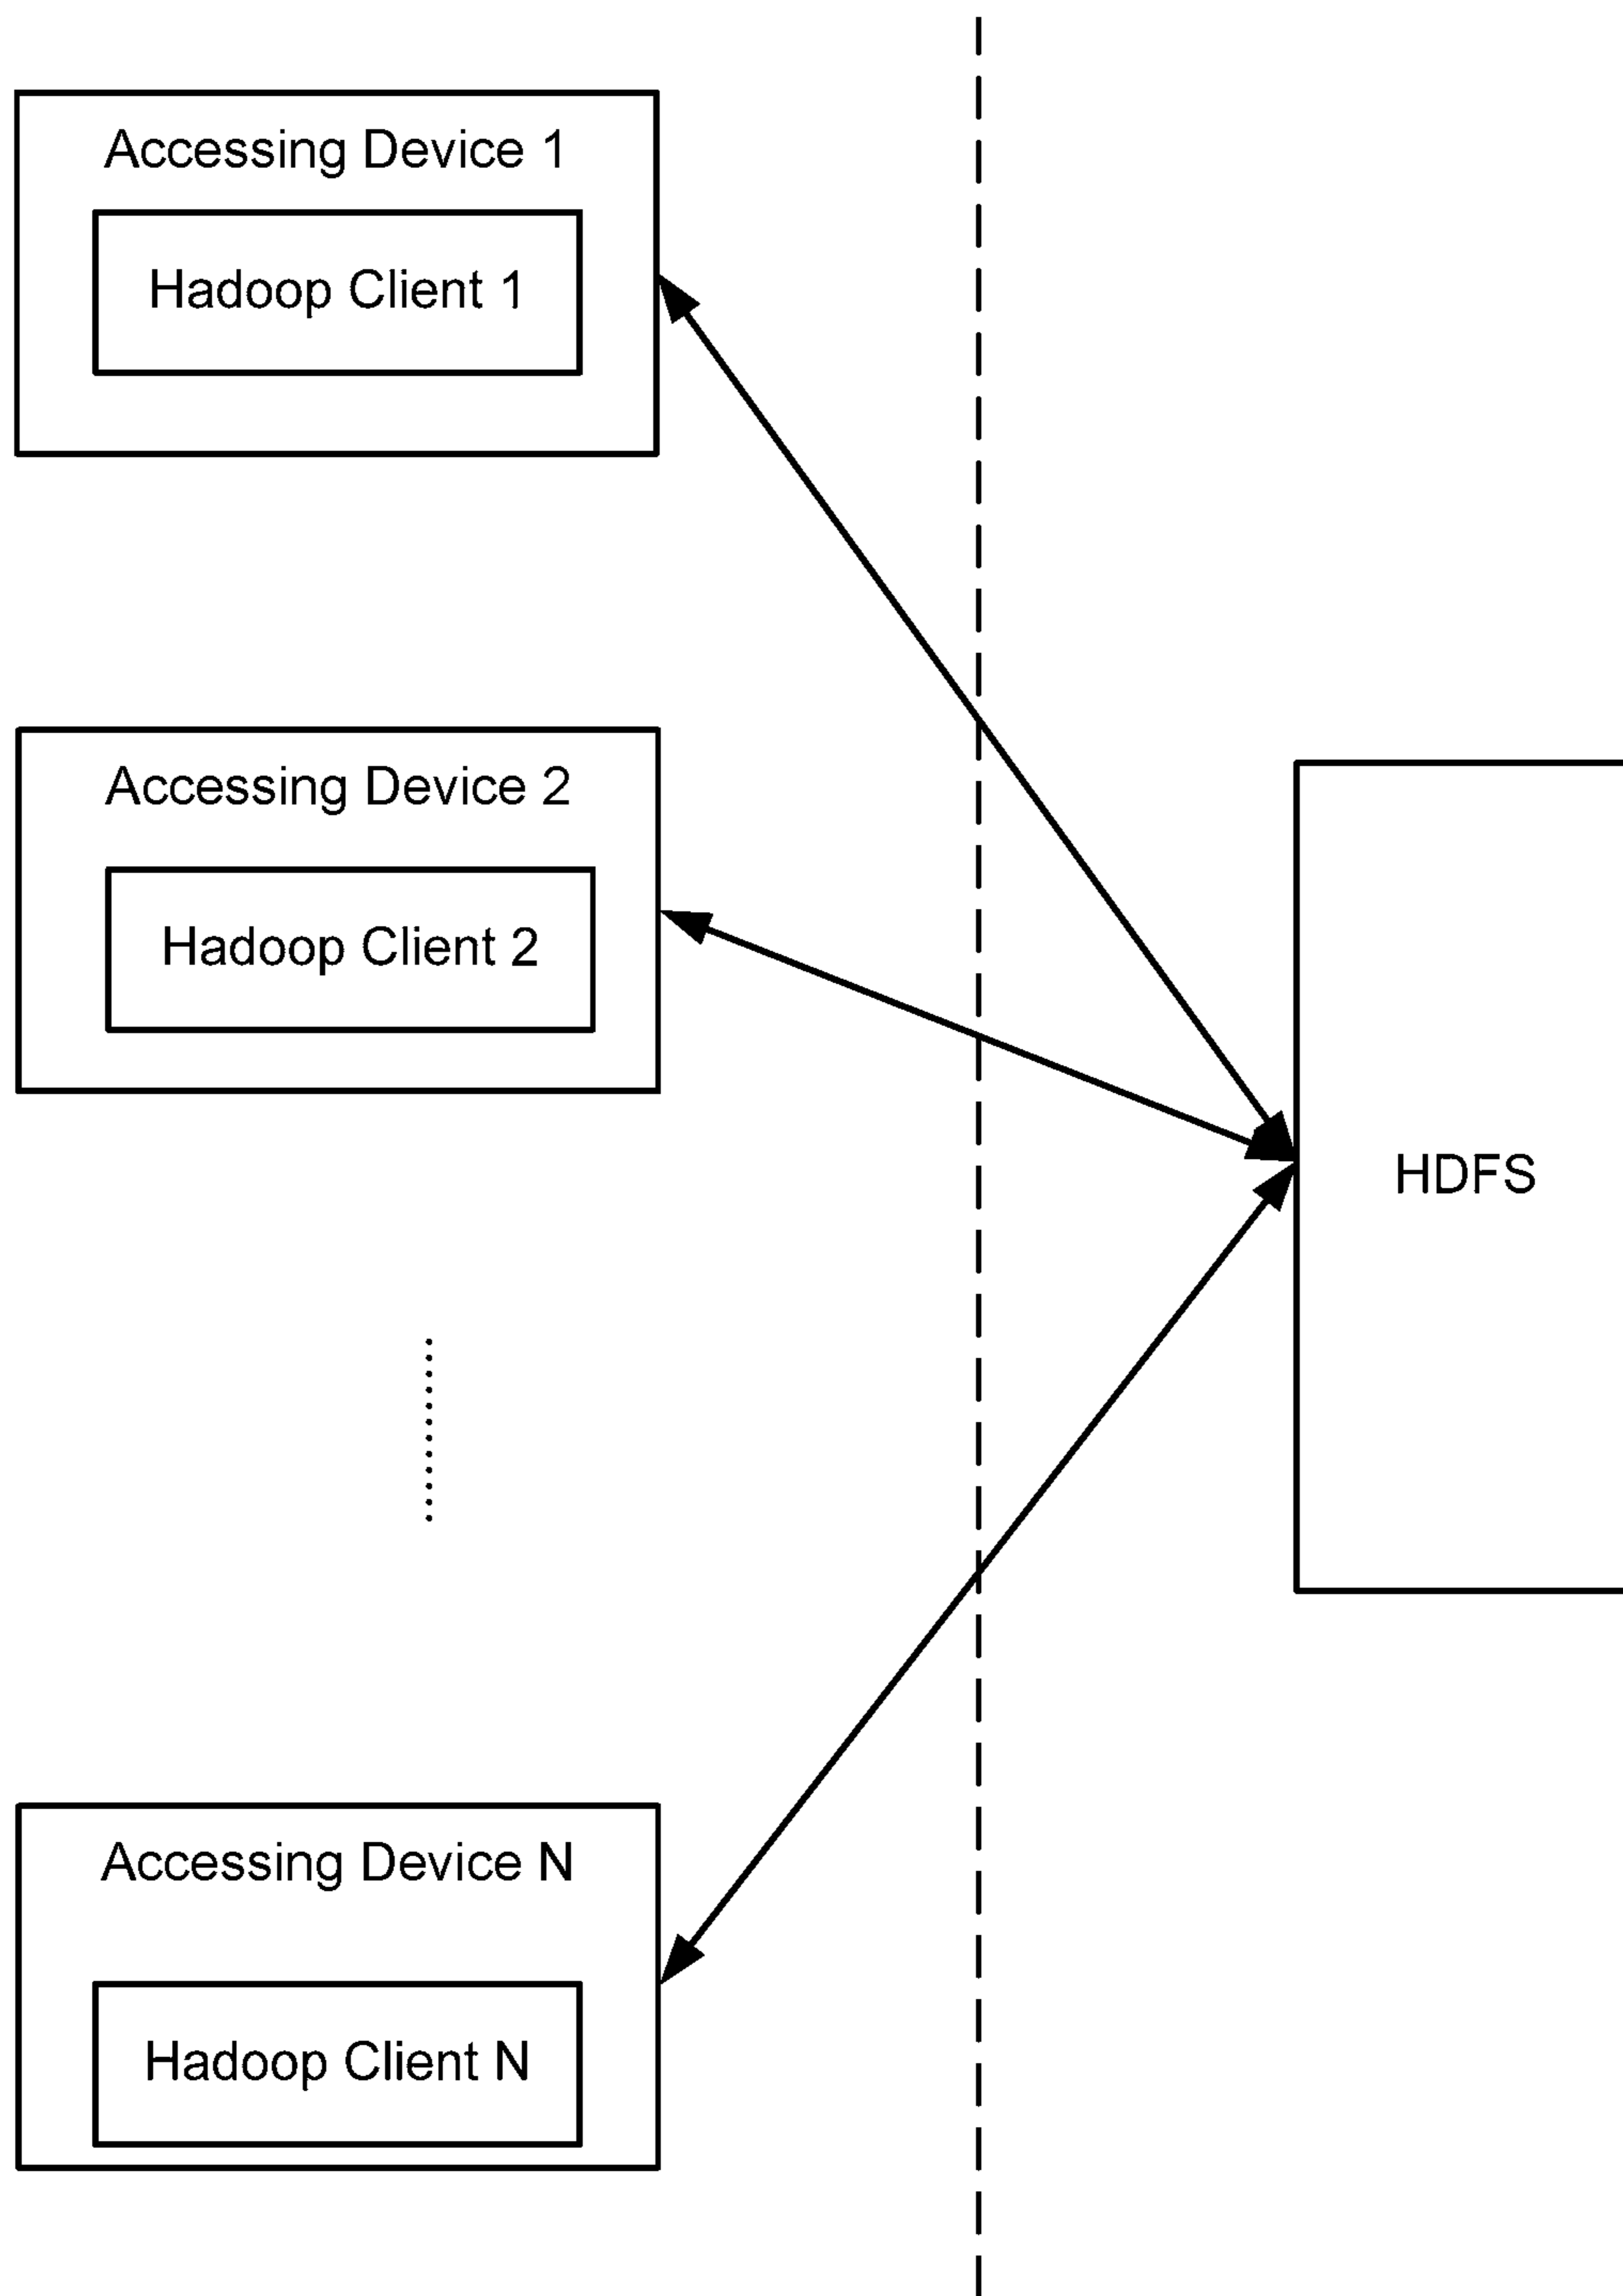 Accessing Device 1
Hadoop Client 1
Accessing Device 2
Hadoop Client 2
HDFS
Accessing Device N
Hadoop Client N